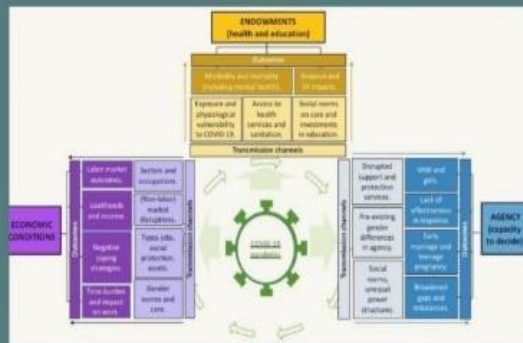 ENDOWMENTS
(health and education)
Outcomes
Morbidity and mortality
(including mental health).
Dropout and
LR impacts.
Exposure and
physiological
vulnerability
to COVID-19.
Access to
health
services and
sanitation.
Social norms
on care and
investments
in education.
Transmission channels
ECONOMIC
CONDITIONS
Outcomes
Labor market
outcomes.
Livelihoods
and income.
Negative
coping
strategies.
Time burden
and impact
on work.
Sectors and
occupations.
(Non-labor)
market
disruptions.
Types jobs,
social
protection,
assets.
Gender
norms and
care.
Transmission channels
COVID-19
pandemic
Transmission channels
Disrupted
support and
protection
services.
Pre-existing
gender
differences
in agency.
Social
norms,
unequal
power
structures.
VAW and
girls.
Lack of
effectiveness
in response.
Early
marriage and
teenage
pregnancy.
Broadened
gaps and
imbalances.
Outcomes
AGENCY
(capacity
to decide)